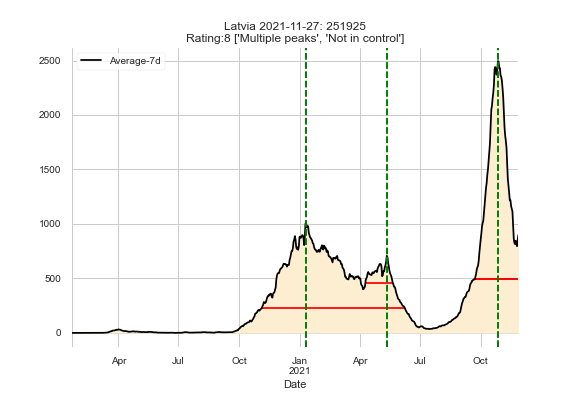 Latvia 2021-11-27: 251925
Rating:8 ['Multiple peaks', 'Not in control']
Average-7d
2500
2000
1500
1000
500
0
Apr Jul Oct Jan Apr Jul Oct
2021
Date